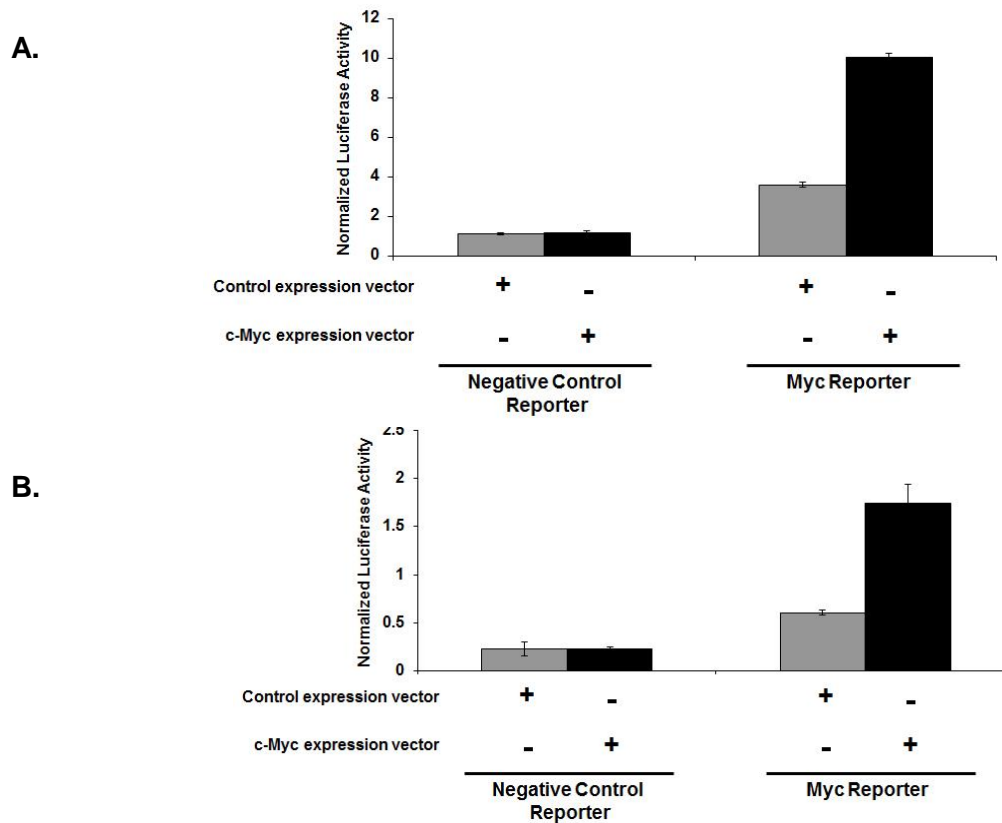 A.
Normalized Luciferase Activity
12
10
8
6
4
2
0
Control expression vector + - + -
c-Myc expression vector - + - +
Negative Control Reporter
Myc Reporter
B.
Normalized Luciferase Activity
2.5
2
1.5
1
0.5
0
Control expression vector + - + -
c-Myc expression vector - + - +
Negative Control Reporter
Myc Reporter